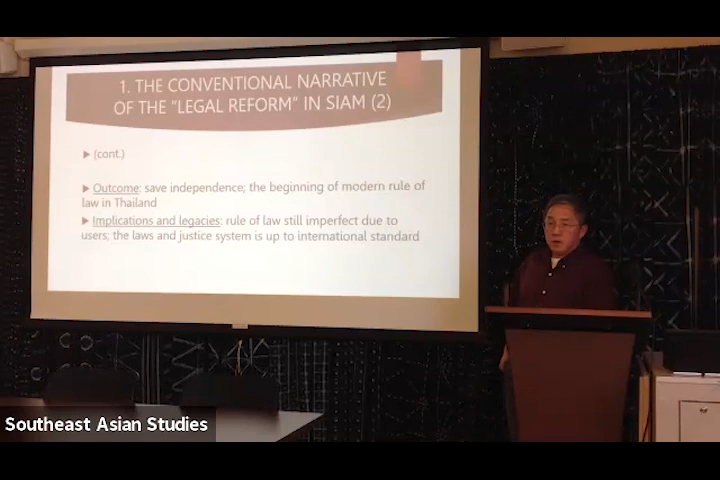 1. THE CONVENTIONAL NARRATIVE
OF THE “LEGAL REFORM” IN SIAM (2)
(cont.)
Outcome: save independence; the beginning of modern rule of
law in Thailand
Implications and legacies: rule of law still imperfect due to
users; the laws and justice system is up to international standard
Southeast Asian Studies